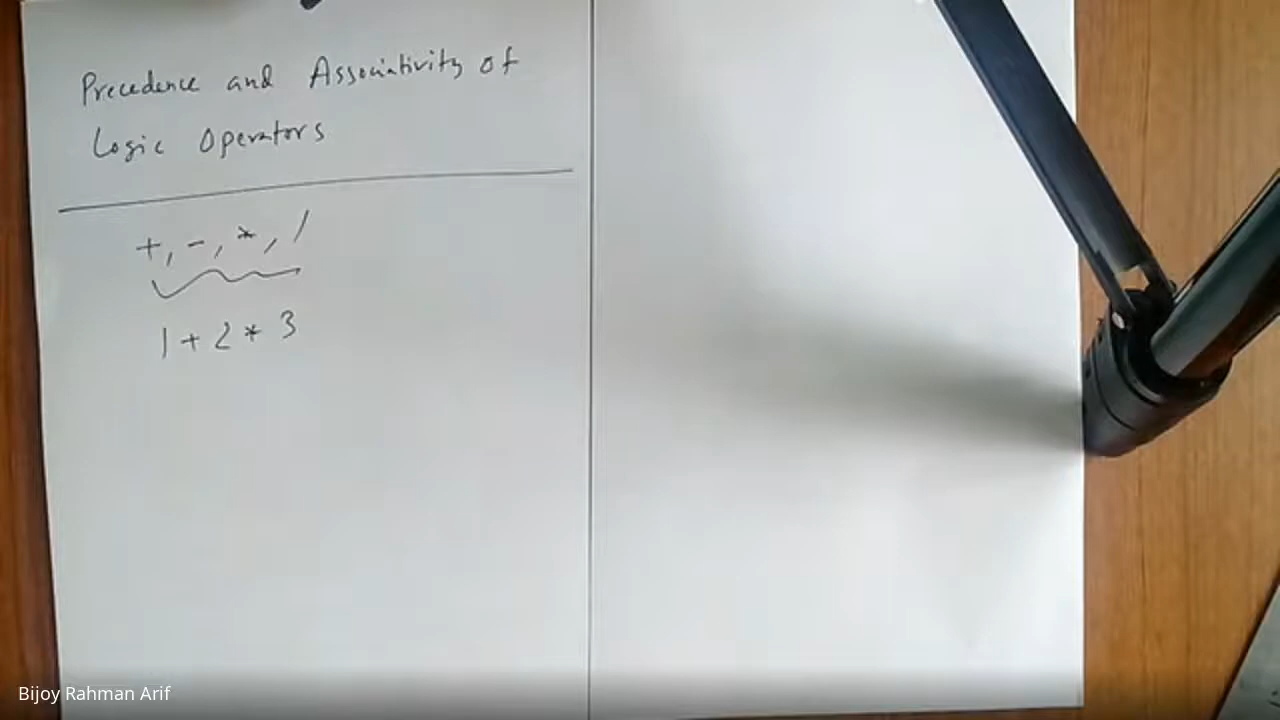 Precedence and Associativity of
Logic Operators
+, -, *, /
1 + 2 * 3
Bijoy Rahman Arif